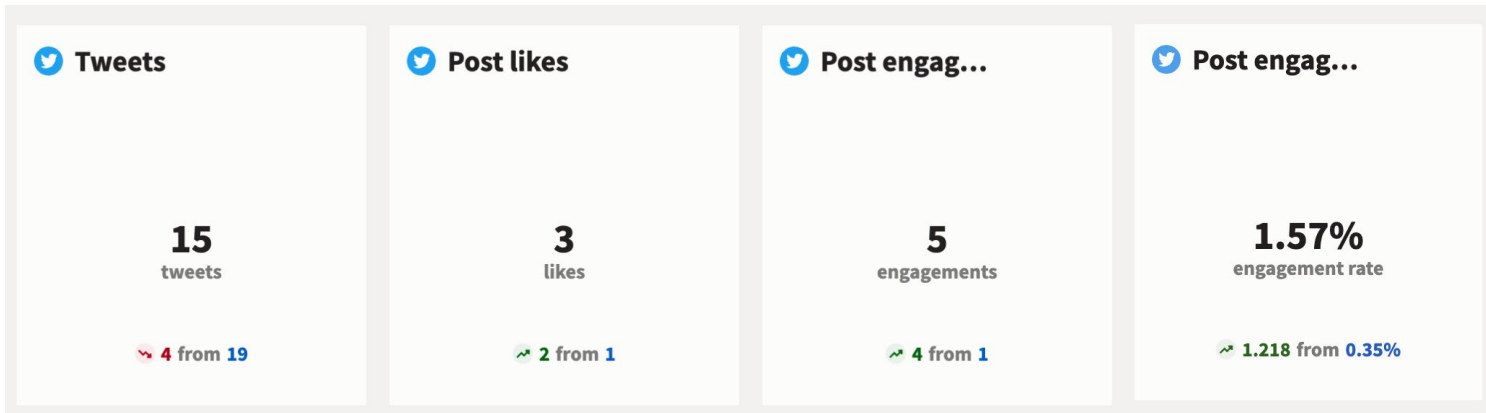 Tweets
15
tweets
4 from 19
Post likes
3
likes
2 from 1
Post engag...
5
engagements
4 from 1
Post engag...
1.57%
engagement rate
1.218 from 0.35%